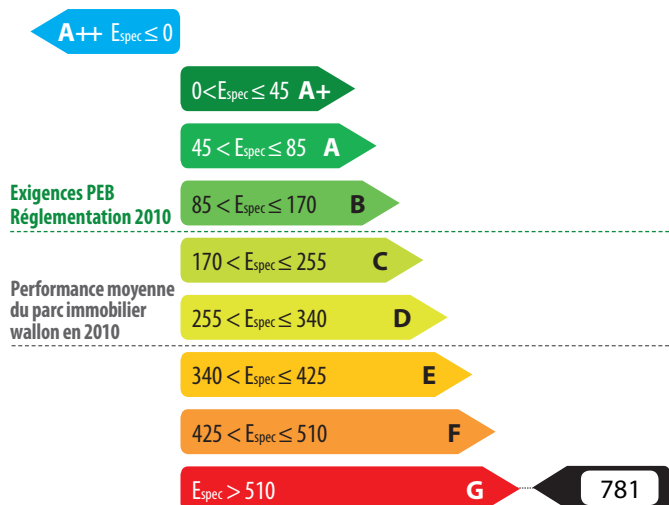 A++ Espec ≤ 0
0<Espec ≤ 45 A+
45 < Espec ≤ 85 A
Exigences PEB
Réglementation 2010
85 < Espec ≤ 170 B
170 < Espec ≤ 255 C
Performance moyenne
du parc immobilier
wallon en 2010
255 < Espec ≤ 340 D
340 < Espec ≤ 425 E
425 < Espec ≤ 510 F
Espec > 510 G
781